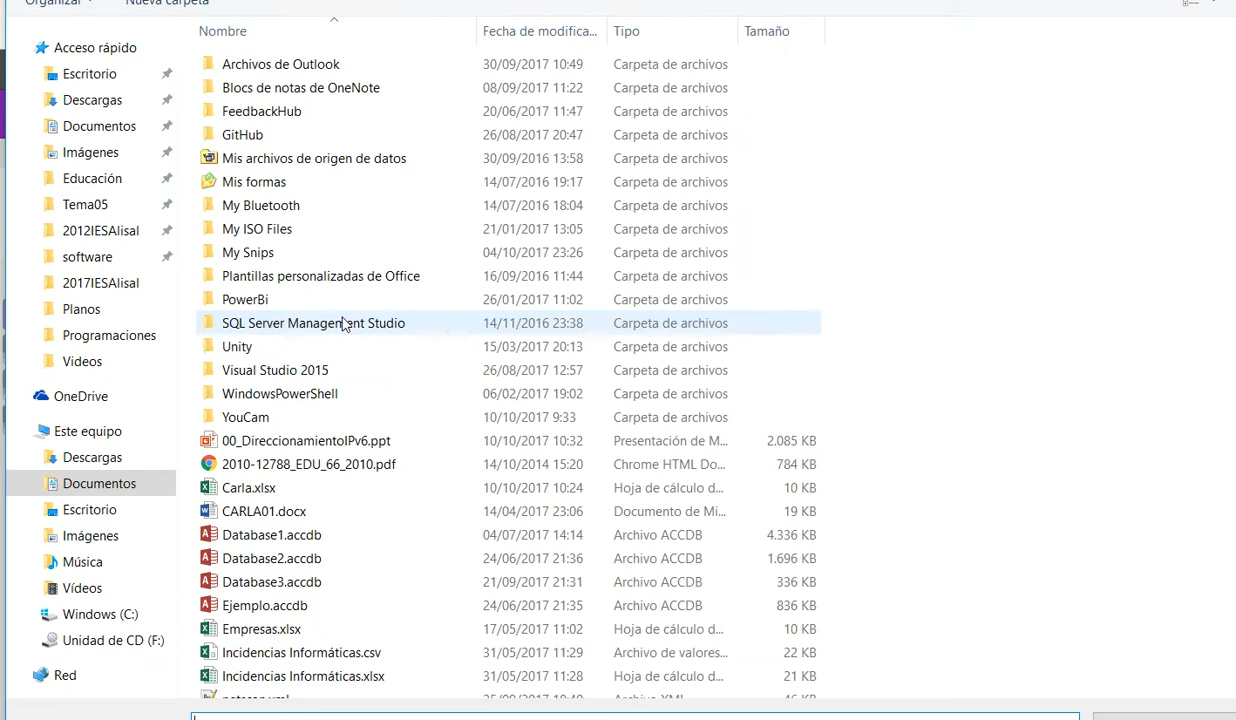 Organizar
Nueva carpeta
Nombre
Fecha de modifica...
Tipo
Tamaño
Acceso rápido
Escritorio
Descargas
Documentos
Imágenes
Educación
Tema05
2012IESAlisal
software
2017IESAlisal
Planos
Programaciones
Videos
OneDrive
Este equipo
Descargas
Documentos
Escritorio
Imágenes
Música
Vídeos
Windows (C:)
Unidad de CD (F:)
Red
Archivos de Outlook 30/09/2017 10:49 Carpeta de archivos
Blocs de notas de OneNote 08/09/2017 11:22 Carpeta de archivos
FeedbackHub 20/06/2017 11:47 Carpeta de archivos
GitHub 26/08/2017 20:47 Carpeta de archivos
Mis archivos de origen de datos 30/09/2016 13:58 Carpeta de archivos
Mis formas 14/07/2016 19:17 Carpeta de archivos
My Bluetooth 14/07/2016 18:04 Carpeta de archivos
My ISO Files 21/01/2017 13:05 Carpeta de archivos
My Snips 04/10/2017 23:26 Carpeta de archivos
Plantillas personalizadas de Office 16/09/2016 11:44 Carpeta de archivos
PowerBi 26/01/2017 11:02 Carpeta de archivos
SQL Server Management Studio 14/11/2016 23:38 Carpeta de archivos
Unity 15/03/2017 20:13 Carpeta de archivos
Visual Studio 2015 26/08/2017 12:57 Carpeta de archivos
WindowsPowerShell 06/02/2017 19:02 Carpeta de archivos
YouCam 10/10/2017 9:33 Carpeta de archivos
00_DireccionamientoIPv6.ppt 10/10/2017 10:32 Presentación de M... 2.085 KB
2010-12788_EDU_66_2010.pdf 14/10/2014 15:20 Chrome HTML Do... 784 KB
Carla.xlsx 10/10/2017 10:24 Hoja de cálculo d... 10 KB
CARLA01.docx 14/04/2017 23:06 Documento de Mi... 19 KB
Database1.accdb 04/07/2017 14:14 Archivo ACCDB 4.336 KB
Database2.accdb 24/06/2017 21:36 Archivo ACCDB 1.696 KB
Database3.accdb 21/09/2017 21:31 Archivo ACCDB 336 KB
Ejemplo.accdb 24/06/2017 21:35 Archivo ACCDB 836 KB
Empresas.xlsx 17/05/2017 11:02 Hoja de cálculo d... 10 KB
Incidencias Informáticas.csv 31/05/2017 11:29 Archivo de valores... 22 KB
Incidencias Informáticas.xlsx 31/05/2017 11:28 Hoja de cálculo d... 21 KB